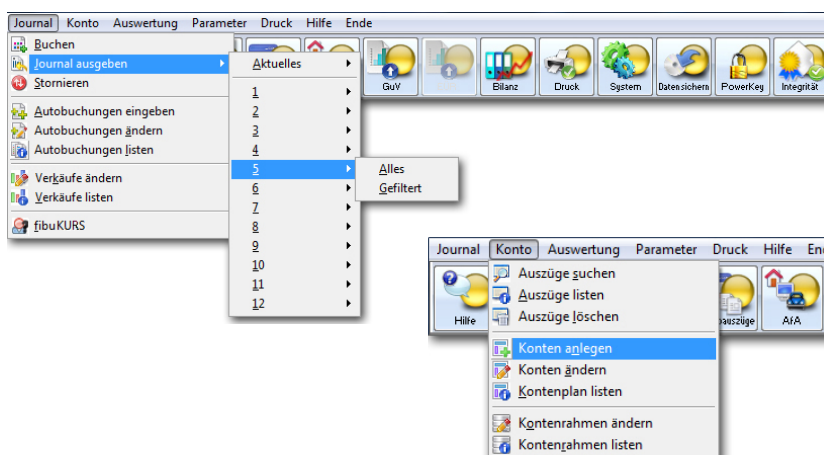 Journal Konto Auswertung Parameter Druck Hilfe Ende
Buchen
Journal ausgeben
Stornieren
Autobuchungen eingeben
Autobuchungen ändern
Autobuchungen listen
Verkäufe ändern
Verkäufe listen
fibuKURS
Aktuelles
1
2
3
4
5
6
7
8
9
10
11
12
Alles
Gefiltert
GuV Bilanz Druck System Daten sichern PowerKey Integrität
Journal Konto Auswertung Parameter Druck Hilfe
Hilfe
Auszüge suchen
Auszüge listen
Auszüge löschen
Konten anlegen
Konten ändern
Kontenplan listen
Kontenrahmen ändern
Kontenrahmen listen
AfA